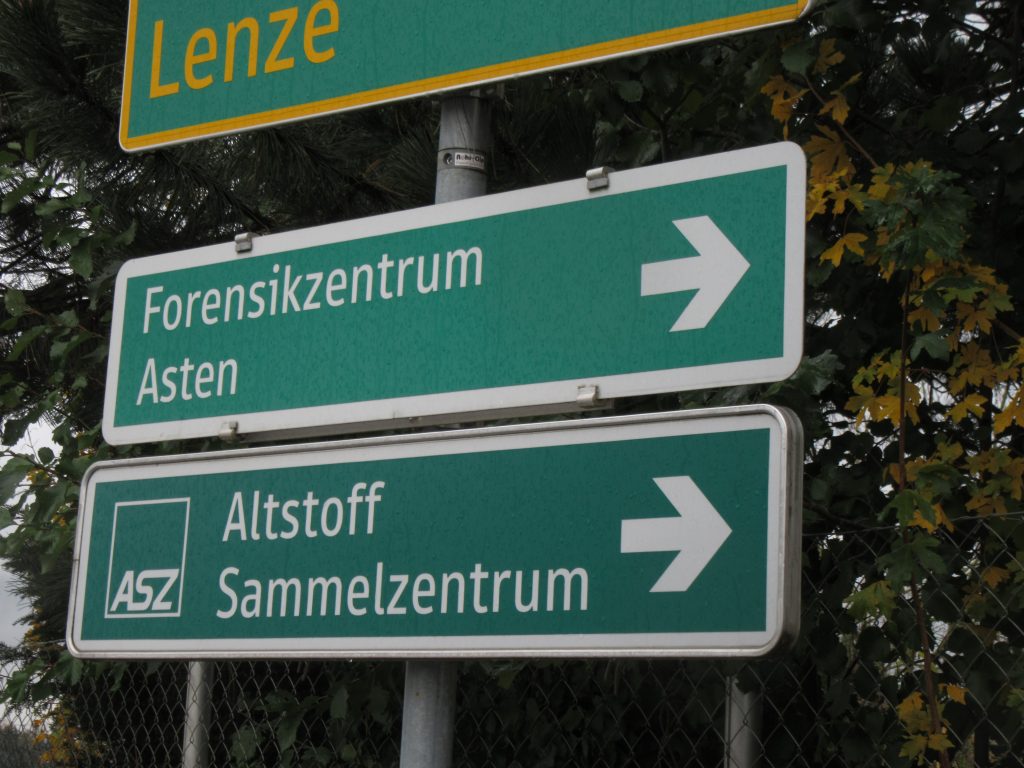 Lenze
Forensikzentrum
Asten
ASZ
Altstoff
Sammelzentrum